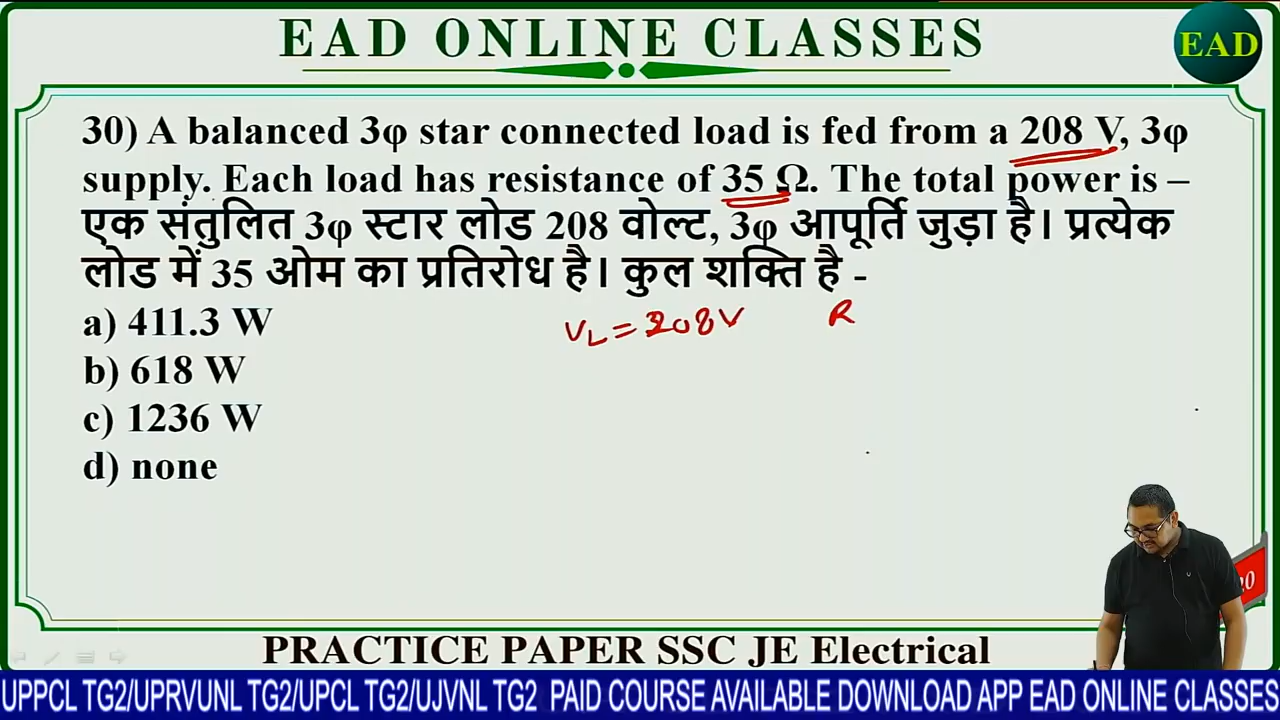 EAD ONLINE CLASSES
EAD
30) A balanced 3φ star connected load is fed from a 208 V, 3φ
supply. Each load has resistance of 35 Ω. The total power is –
एक संतुलित 3φ स्टार लोड 208 वोल्ट, 3φ आपूर्ति जुड़ा है। प्रत्येक
लोड में 35 ओम का प्रतिरोध है। कुल शक्ति है -
VL = 208V R
a) 411.3 W
b) 618 W
c) 1236 W
d) none
20
PRACTICE PAPER SSC JE Electrical
UPPCL TG2/UPRVUNL TG2/UPCL TG2/UJVNL TG2 PAID COURSE AVAILABLE DOWNLOAD APP EAD ONLINE CLASSES